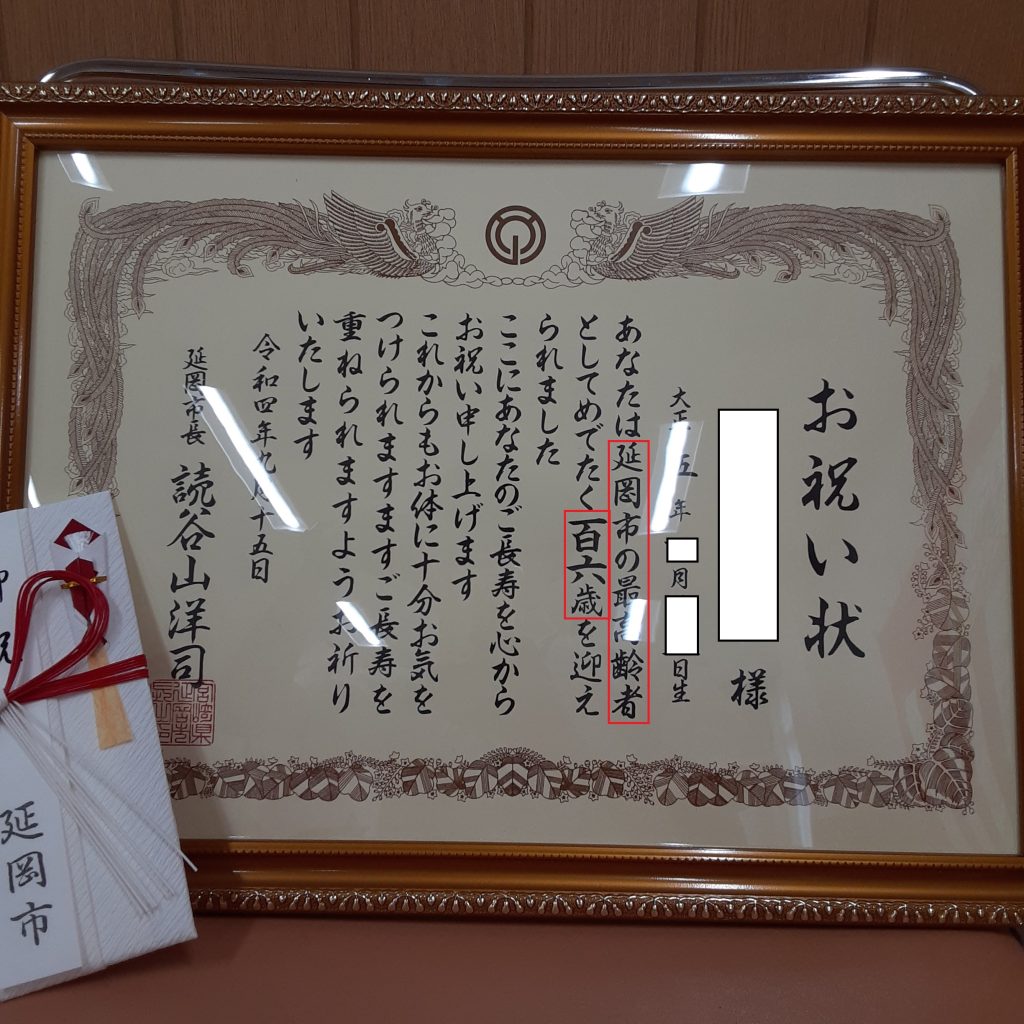 お祝い状
様
大正五年 月 日生
あなたは延岡市の最高齢者
としてめでたく百六歳を迎え
られました
ここにあなたのご長寿を心から
お祝い申し上げます
これからもお体に十分お気を
つけられますますご長寿を
重ねられますようお祈り
いたします
令和四年九月十五日
延岡市長 読谷山洋司
御祝
延岡市